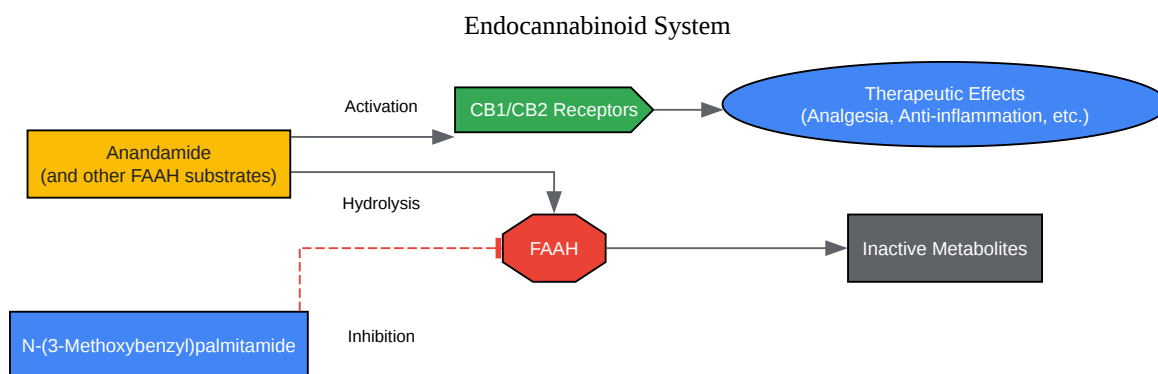 Endocannabinoid System
Activation
CB1/CB2 Receptors
Therapeutic Effects
(Analgesia, Anti-inflammation, etc.)
Anandamide
(and other FAAH substrates)
Hydrolysis
FAAH
Inactive Metabolites
N-(3-Methoxybenzyl)palmitamide
Inhibition